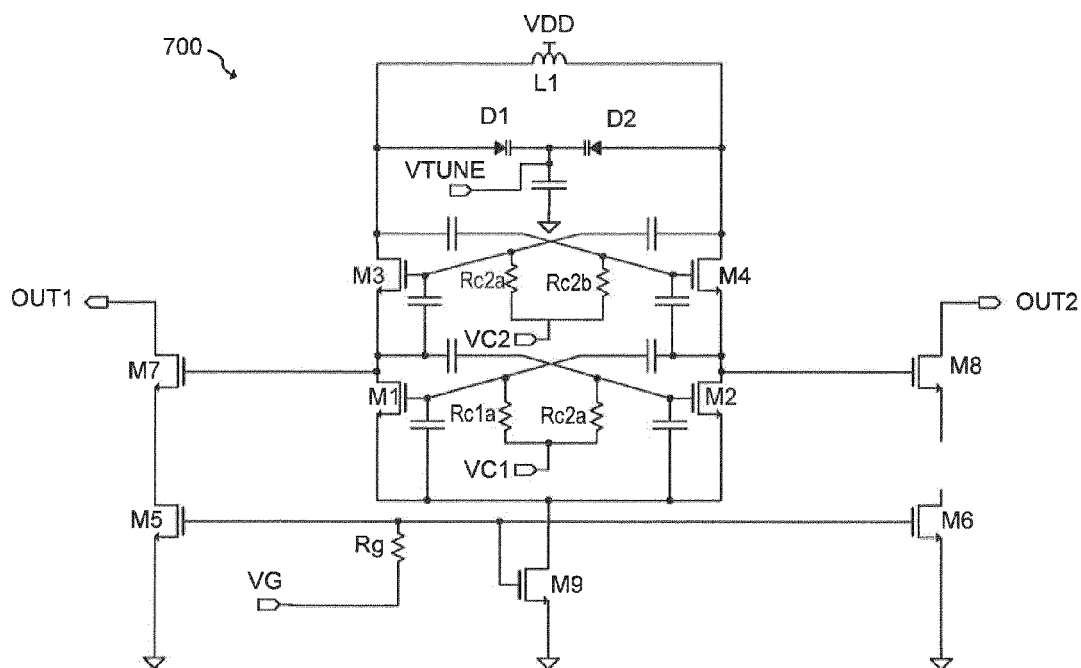 700
VDD
L1
D1
D2
VTUNE
M3
Rc2a
Rc2b
M4
OUT1
OUT2
VC2
M7
M8
M1
Rc1a
Rc2a
M2
VC1
M5
M6
Rg
VG
M9